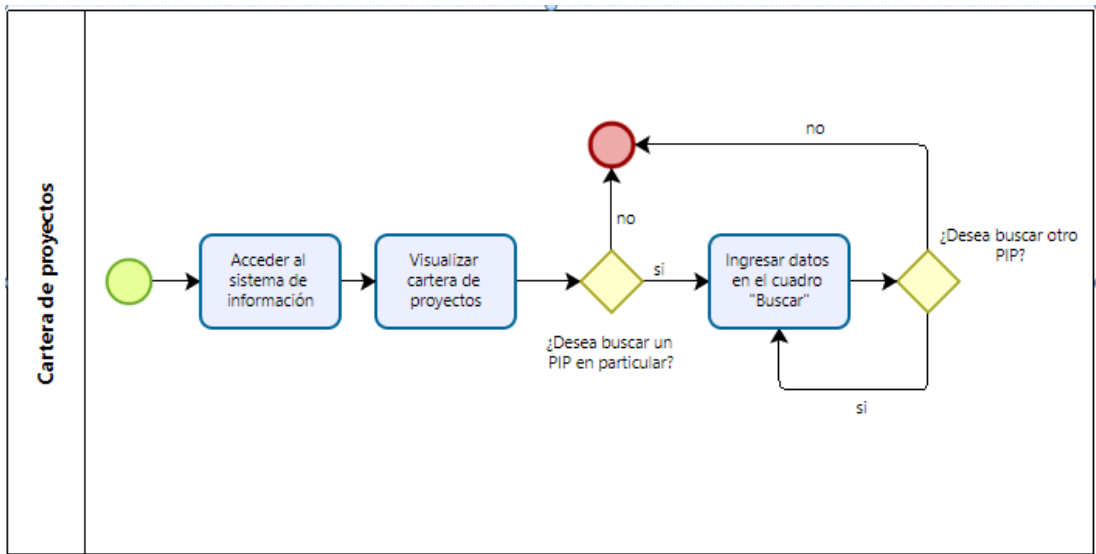 Cartera de proyectos
Acceder al
sistema de
información
Visualizar
cartera de
proyectos
no
si
¿Desea buscar un
PIP en particular?
Ingresar datos
en el cuadro
"Buscar"
no
¿Desea buscar otro
PIP?
si